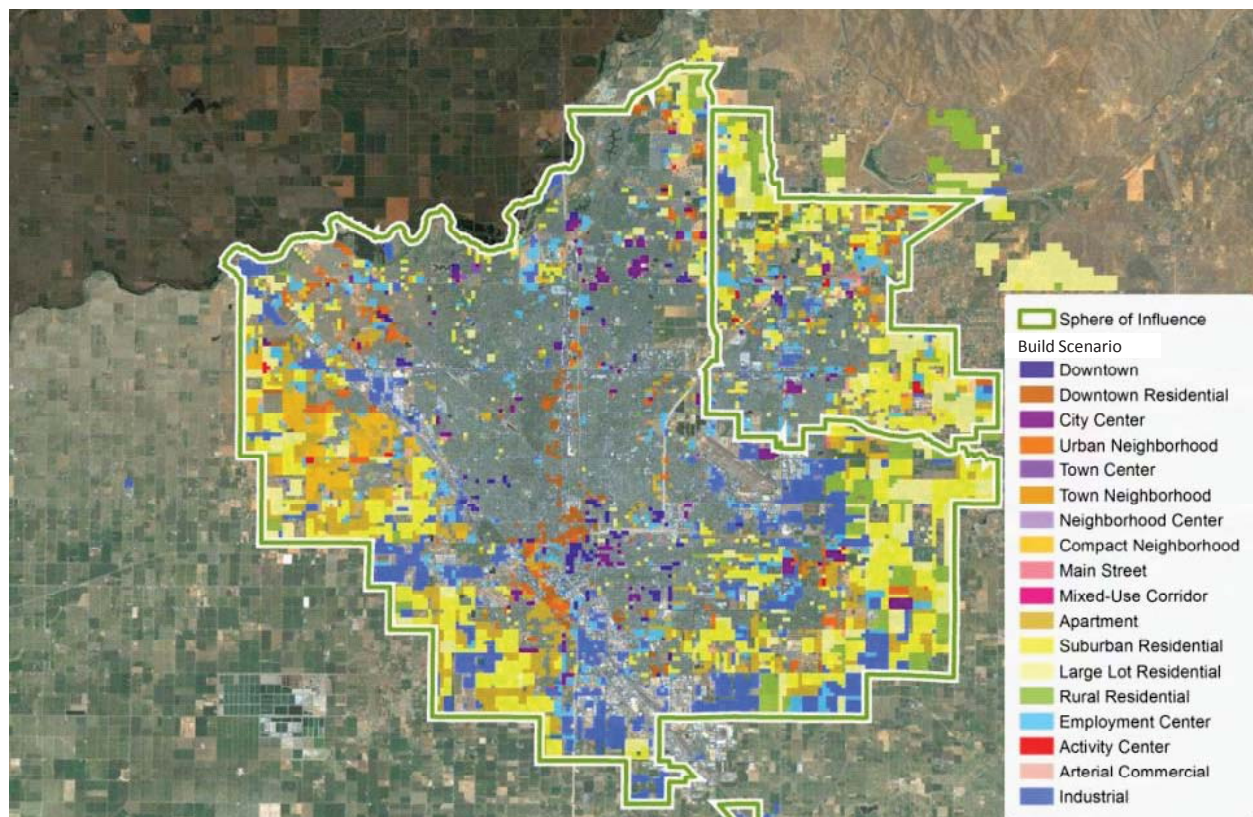 Sphere of Influence
Build Scenario
Downtown
Downtown Residential
City Center
Urban Neighborhood
Town Center
Town Neighborhood
Neighborhood Center
Compact Neighborhood
Main Street
Mixed-Use Corridor
Apartment
Suburban Residential
Large Lot Residential
Rural Residential
Employment Center
Activity Center
Arterial Commercial
Industrial